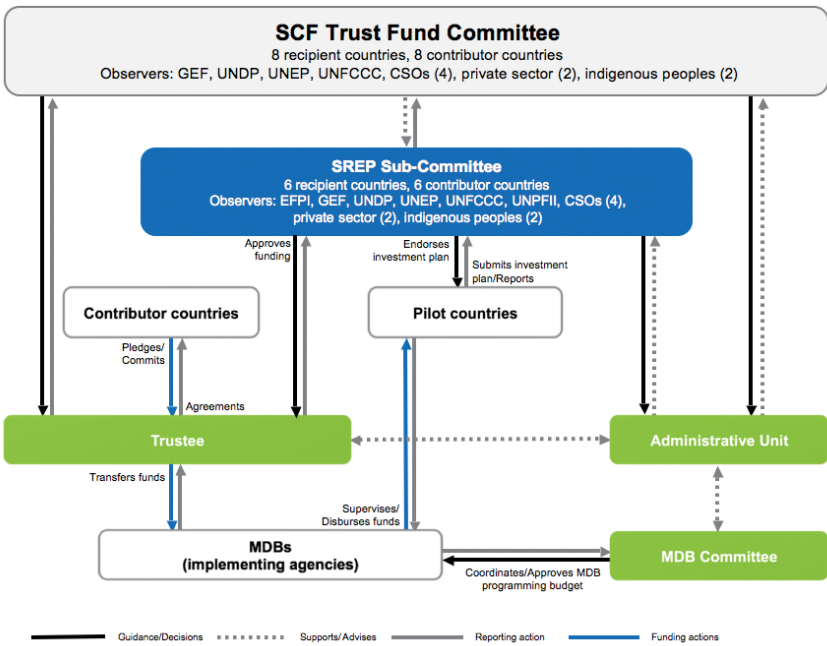 SCF Trust Fund Committee
8 recipient countries, 8 contributor countries
Observers: GEF, UNDP, UNEP, UNFCCC, CSOs (4), private sector (2), indigenous peoples (2)
SREP Sub-Committee
6 recipient countries, 6 contributor countries
Observers: EFPI, GEF, UNDP, UNEP, UNFCCC, UNPFII, CSOs (4),
private sector (2), indigenous peoples (2)
Approves
funding
Endorses
investment plan
Submits investment
plan/Reports
Contributor countries
Pilot countries
Pledges/
Commits
Agreements
Trustee
Administrative Unit
Transfers funds
Supervises/
Disburses funds
MDBs
(implementing agencies)
MDB Committee
Coordinates/Approves MDB
programming budget
Guidance/Decisions
Supports/Advises
Reporting action
Funding actions